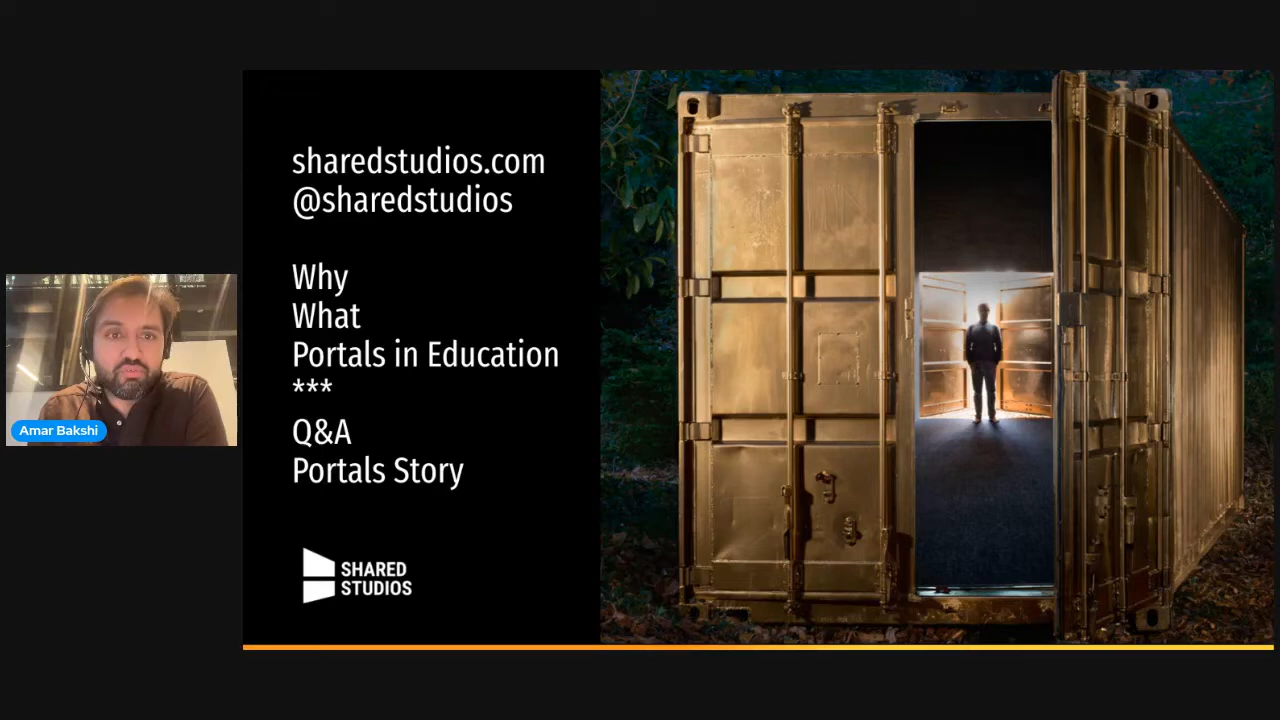 sharedstudios.com
@sharedstudios
Why
What
Portals in Education
***
Q&A
Portals Story
SHARED
STUDIOS
Amar Bakshi